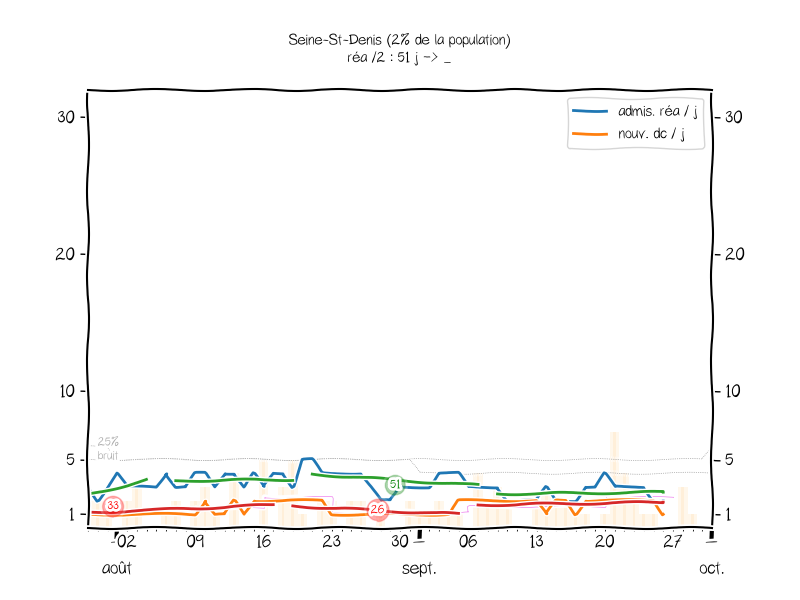 Seine-St-Denis (2% de la population)
réa /2 : 51 j -> _
30
30
admis. réa / j
nouv. dc / j
20
20
10
10
25%
bruit
5
5
51
33
26
1
1
02 09 16 23 30 06 13 20 27
août sept. oct.